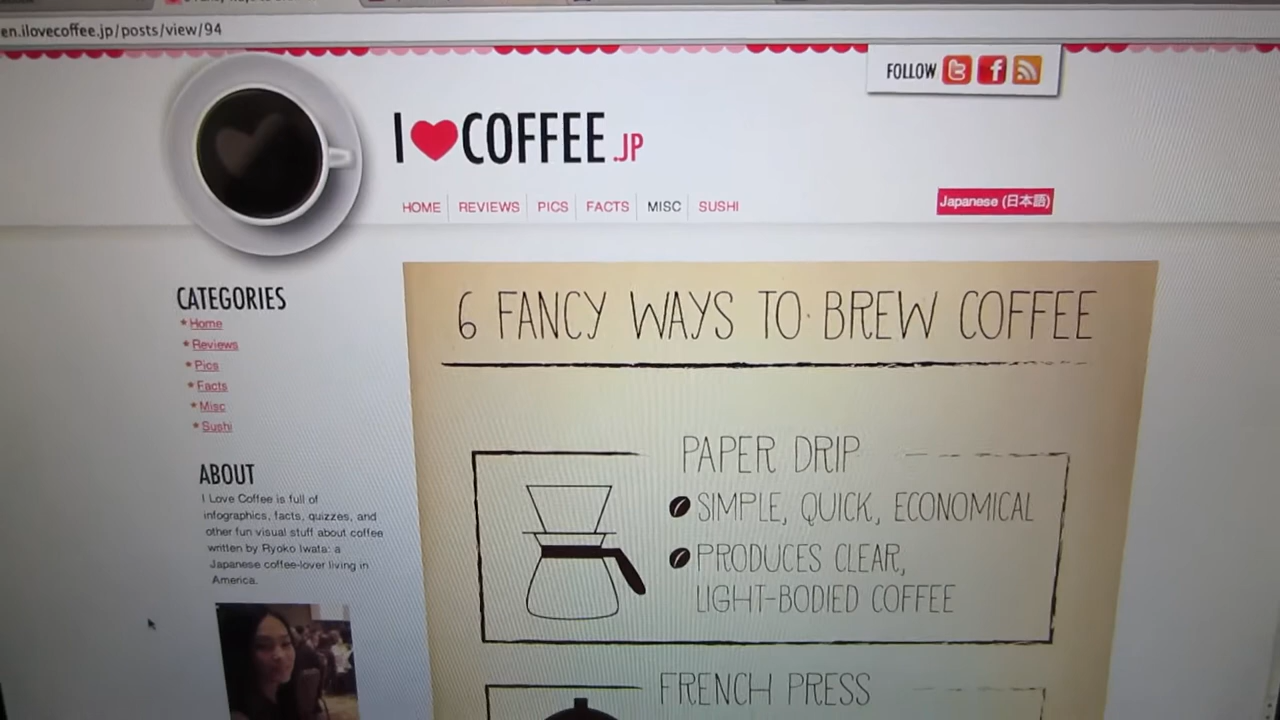 en.ilovecoffee.jp/posts/view/94
FOLLOW
I COFFEE.JP
HOME REVIEWS PICS FACTS MISC SUSHI
Japanese (日本語)
CATEGORIES
* Home
* Reviews
* Pics
* Facts
* Misc
* Sushi
ABOUT
I Love Coffee is full of
infographics, facts, quizzes, and
other fun visual stuff about coffee
written by Ryoko Iwata: a
Japanese coffee-lover living in
America.
6 FANCY WAYS TO BREW COFFEE
PAPER DRIP
SIMPLE, QUICK, ECONOMICAL
PRODUCES CLEAR,
LIGHT-BODIED COFFEE
FRENCH PRESS